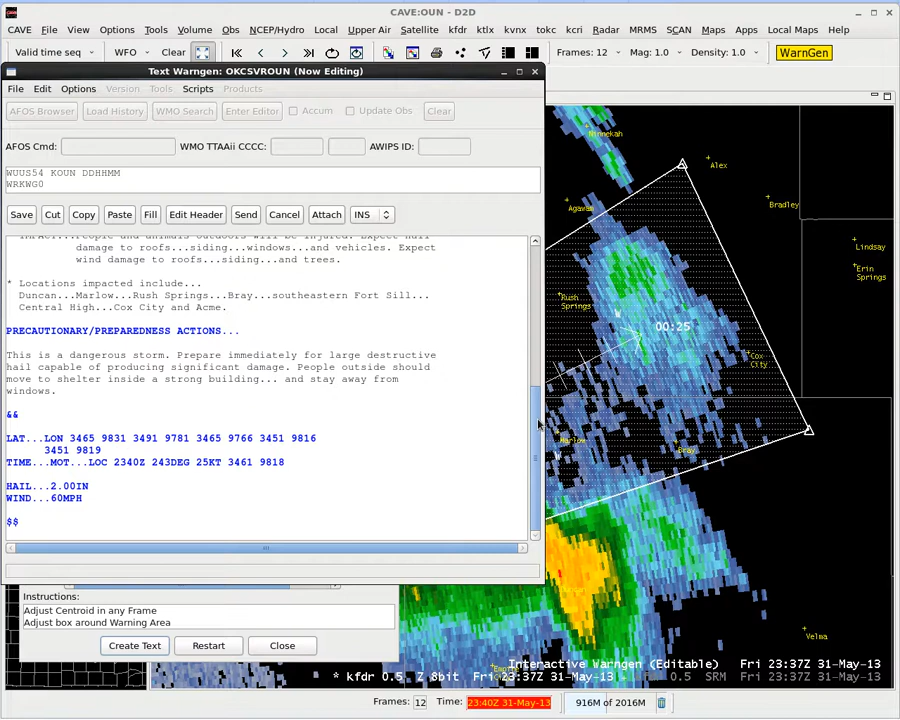 CAVE:OUN - D2D
CAVE File View Options Tools Volume Obs NCEP/Hydro Local Upper Air Satellite kfdr ktlx kvnx tokc kcri Radar MRMS SCAN Maps Apps Local Maps Help
Valid time seq WFO Clear Frames: 12 Mag: 1.0 Density: 1.0 WarnGen
Text Warngen: OKCSVROUN (Now Editing)
File Edit Options Version Tools Scripts Products
AFOS Browser Load History WMO Search Enter Editor Accum Update Obs Clear
AFOS Cmd: WMO TTAAii CCCC: AWIPS ID:
WUUS54 KOUN DDHHMM
WRKWG0
Save Cut Copy Paste Fill Edit Header Send Cancel Attach INS
IMPACT...People and animals outdoors will be injured. Expect hail
damage to roofs...siding...windows...and vehicles. Expect
wind damage to roofs...siding...and trees.
* Locations impacted include...
Duncan...Marlow...Rush Springs...Bray...southeastern Fort Sill...
Central High...Cox City and Acme.
PRECAUTIONARY/PREPAREDNESS ACTIONS...
This is a dangerous storm. Prepare immediately for large destructive
hail capable of producing significant damage. People outside should
move to shelter inside a strong building... and stay away from
windows.
&&
LAT...LON 3465 9831 3491 9781 3465 9766 3451 9816
3451 9819
TIME...MOT...LOC 2340Z 243DEG 25KT 3461 9818
HAIL...2.00IN
WIND...60MPH
$$
Instructions:
Adjust Centroid in any Frame
Adjust box around Warning Area
Create Text Restart Close
Ninnekah
Alex
Agawam
Bradley
Lindsay
Erin
Springs
Rush
Springs
00:25
Cox
City
Marlow
Bray
Velma
Interactive Warngen (Editable) Fri 23:37Z 31-May-13
* kfdr 0.5 Z 8bit Fri 23:37Z 31-May-13 0.5 SRM Fri 23:37Z 31-May-13
Frames: 12 Time: 23:40Z 31-May-13 916M of 2016M